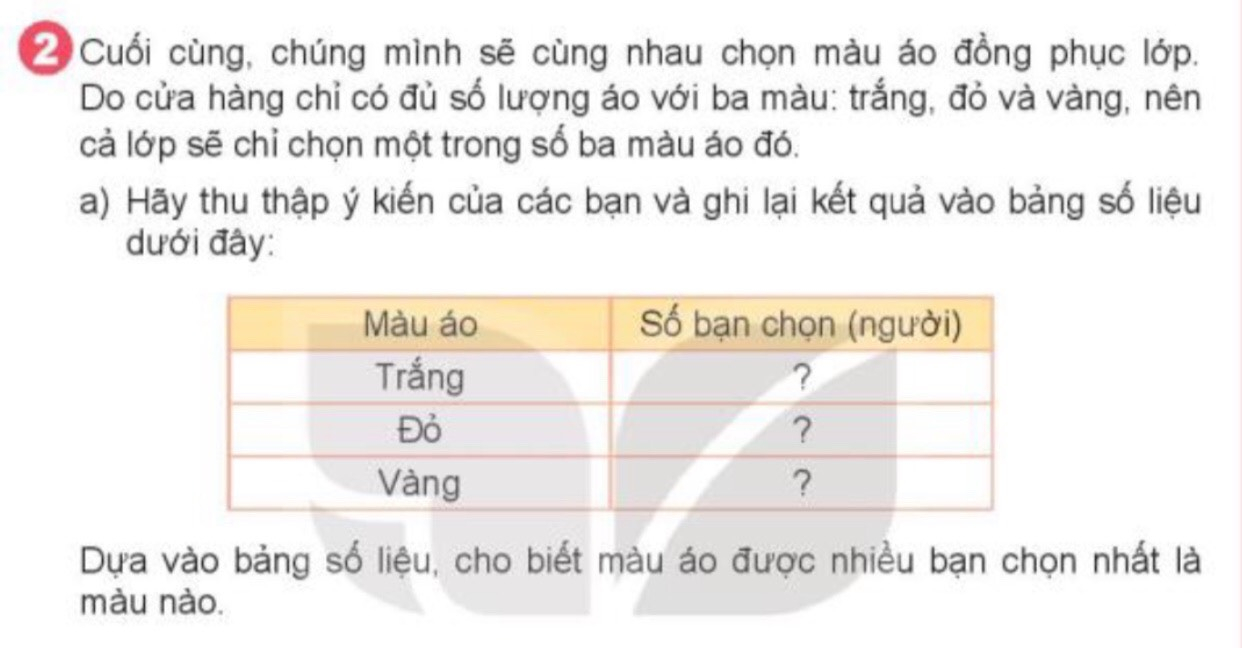 2 Cuối cùng, chúng mình sẽ cùng nhau chọn màu áo đồng phục lớp.
Do cửa hàng chỉ có đủ số lượng áo với ba màu: trắng, đỏ và vàng, nên
cả lớp sẽ chỉ chọn một trong số ba màu áo đó.
a) Hãy thu thập ý kiến của các bạn và ghi lại kết quả vào bảng số liệu
dưới đây:
Màu áo Số bạn chọn (người)
Trắng ?
Đỏ ?
Vàng ?
Dựa vào bảng số liệu, cho biết màu áo được nhiều bạn chọn nhất là
màu nào.